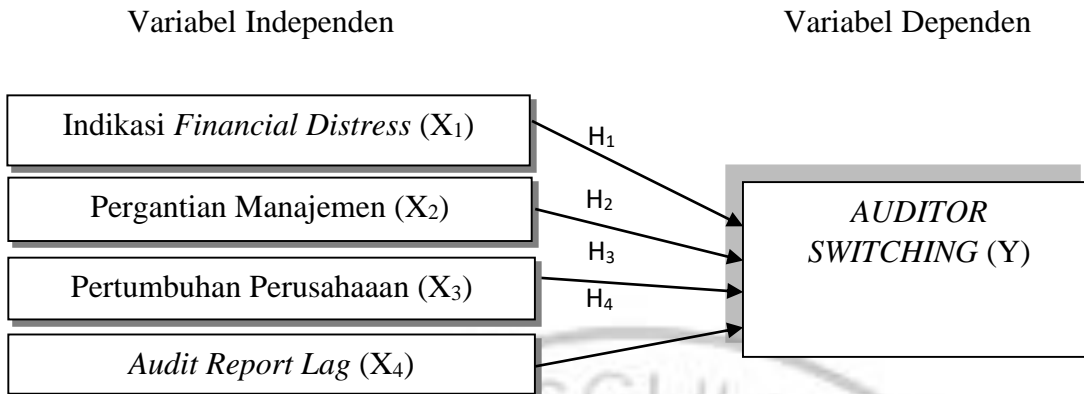 Variabel Independen
Variabel Dependen
Indikasi Financial Distress (X₁)
H₁
Pergantian Manajemen (X₂)
H₂
AUDITOR
SWITCHING (Y)
H₃
Pertumbuhan Perusahaaan (X₃)
H₄
Audit Report Lag (X₄)